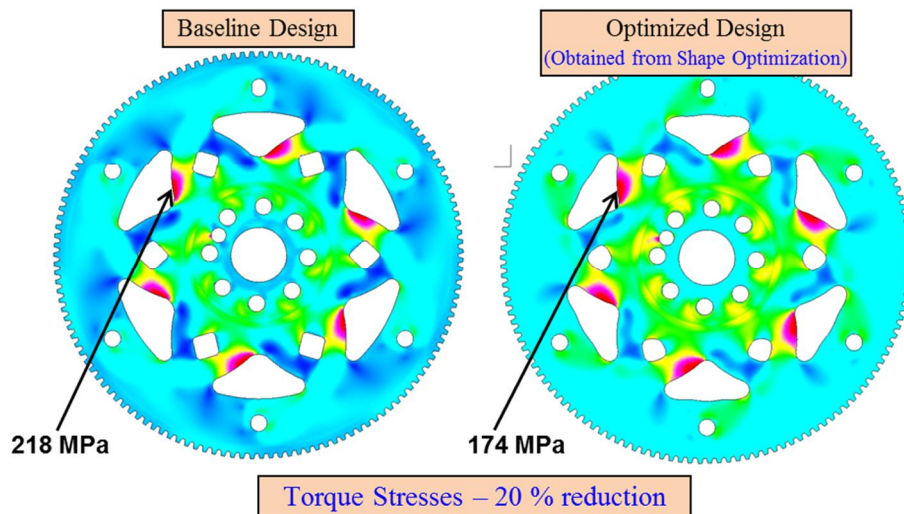 Baseline Design
Optimized Design
(Obtained from Shape Optimization)
218 MPa
174 MPa
Torque Stresses – 20 % reduction